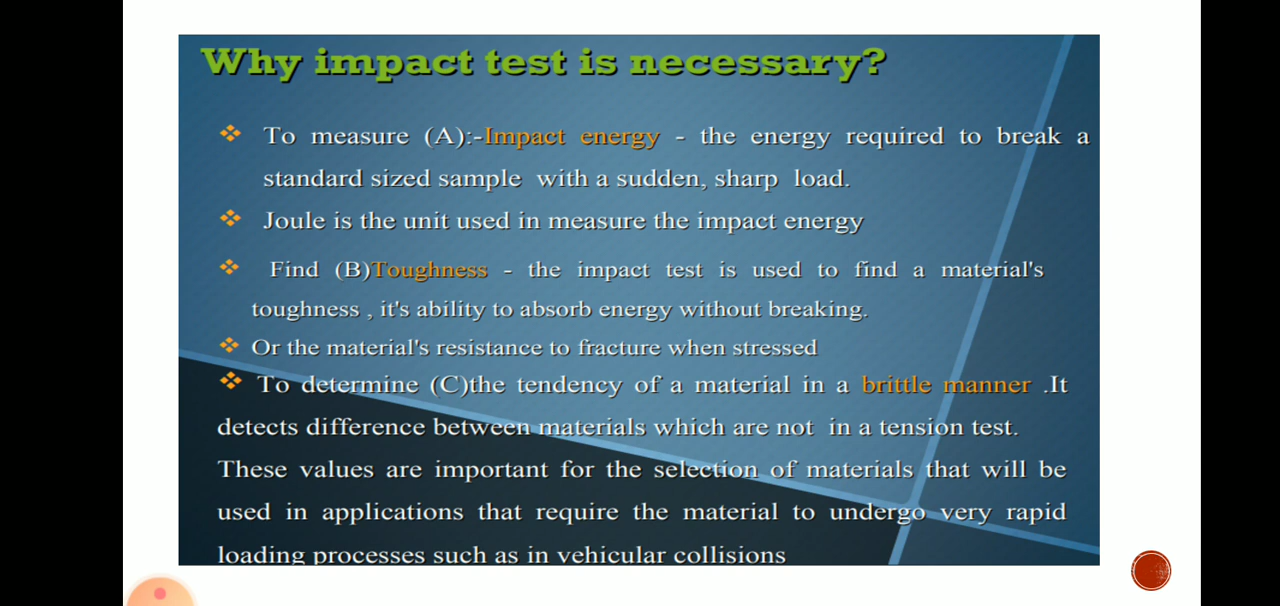 Why impact test is necessary?
To measure (A):-Impact energy - the energy required to break a
standard sized sample with a sudden, sharp load.
Joule is the unit used in measure the impact energy
Find (B)Toughness - the impact test is used to find a material's
toughness , it's ability to absorb energy without breaking.
Or the material's resistance to fracture when stressed
To determine (C)the tendency of a material in a brittle manner .It
detects difference between materials which are not in a tension test.
These values are important for the selection of materials that will be
used in applications that require the material to undergo very rapid
loading processes such as in vehicular collisions